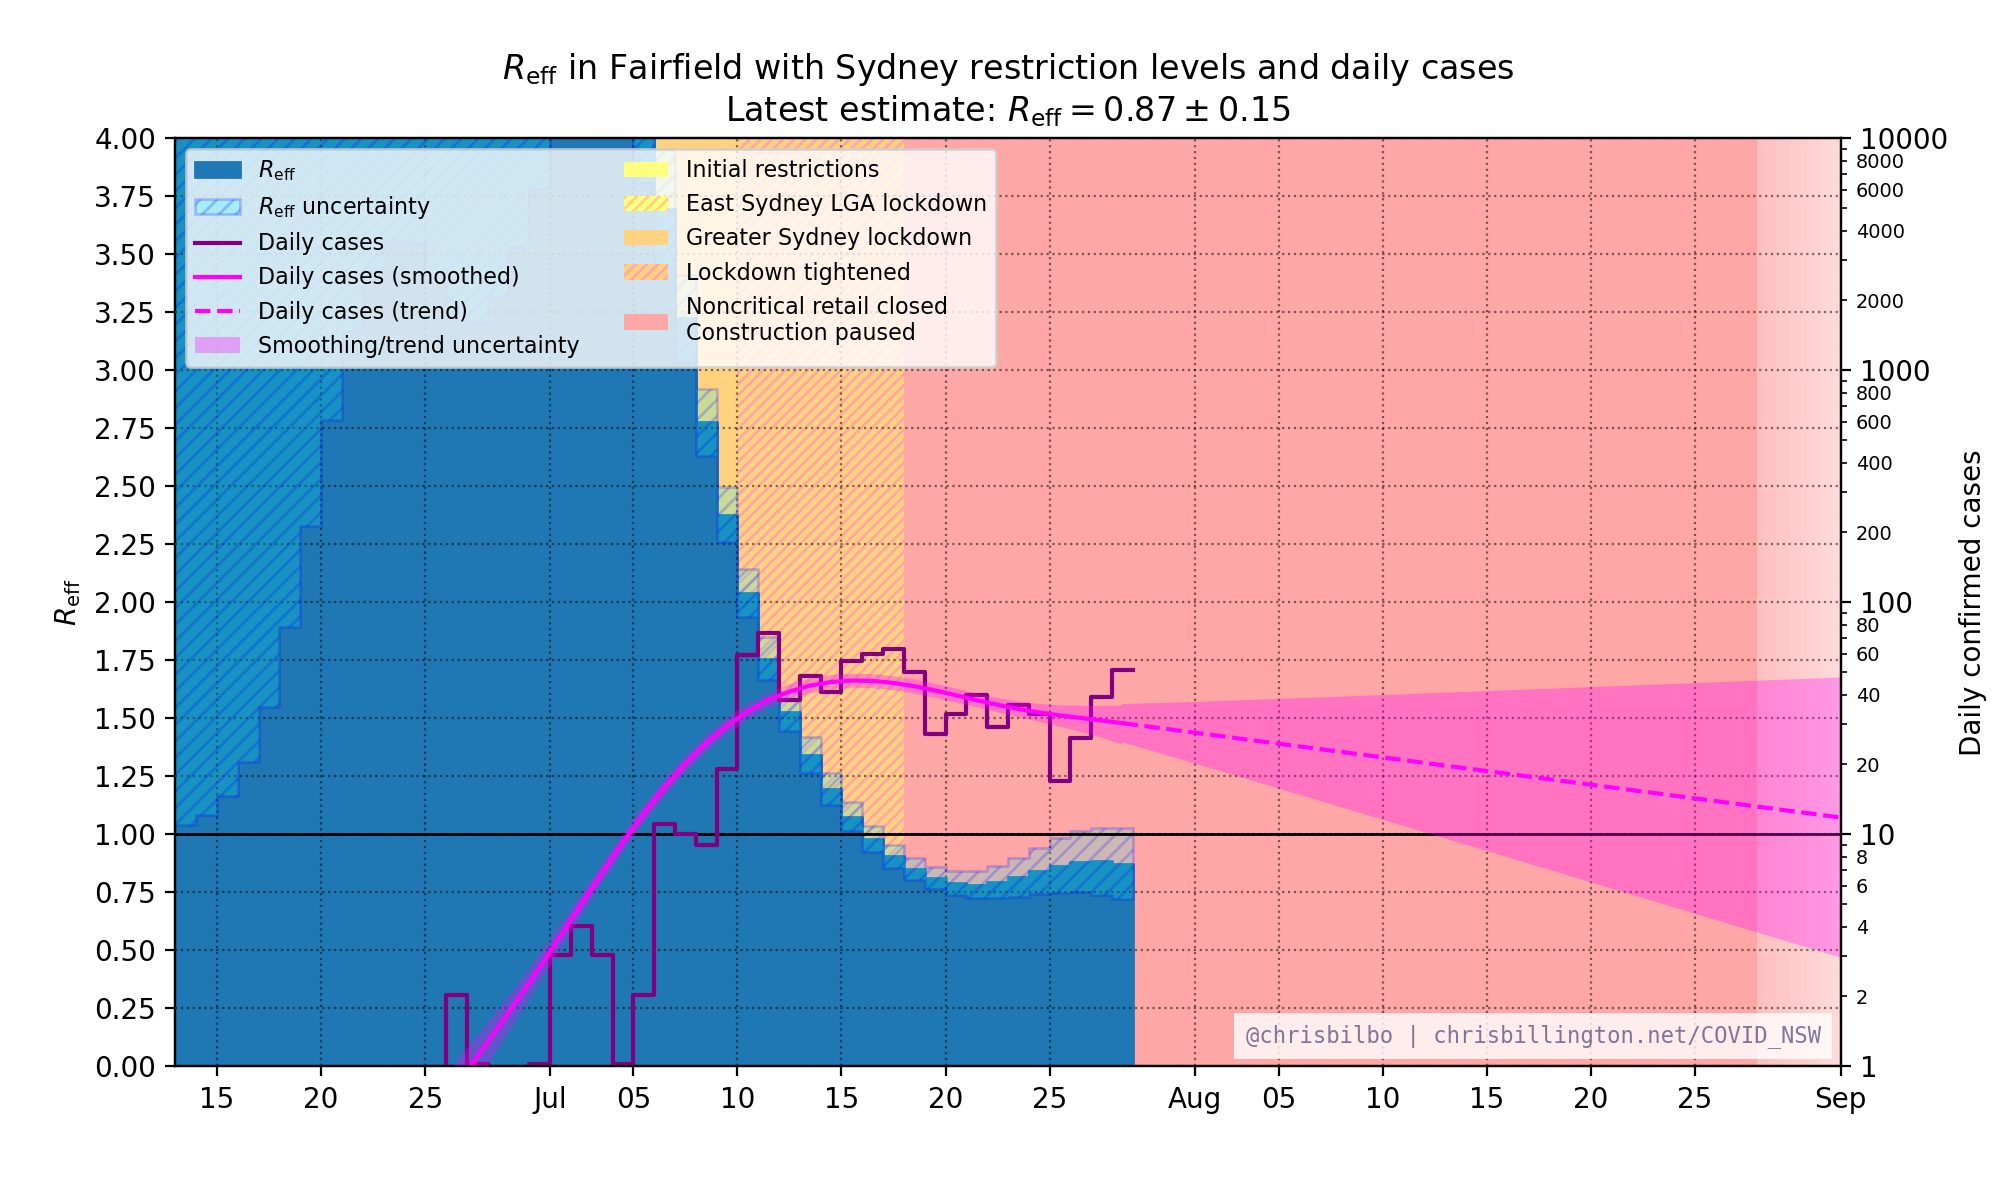 R_eff in Fairfield with Sydney restriction levels and daily cases
Latest estimate: R_eff = 0.87 ± 0.15
R_eff
R_eff uncertainty
Daily cases
Daily cases (smoothed)
Daily cases (trend)
Smoothing/trend uncertainty
Initial restrictions
East Sydney LGA lockdown
Greater Sydney lockdown
Lockdown tightened
Noncritical retail closed
Construction paused
4.00
3.75
3.50
3.25
3.00
2.75
2.50
2.25
2.00
1.75
1.50
1.25
1.00
0.75
0.50
0.25
0.00
R_eff
10000
8000
6000
4000
2000
1000
800
600
400
200
100
80
60
40
20
10
8
6
4
2
1
Daily confirmed cases
@chrisbilbo | chrisbillington.net/COVID_NSW
15 20 25 Jul 05 10 15 20 25 Aug 05 10 15 20 25 Sep